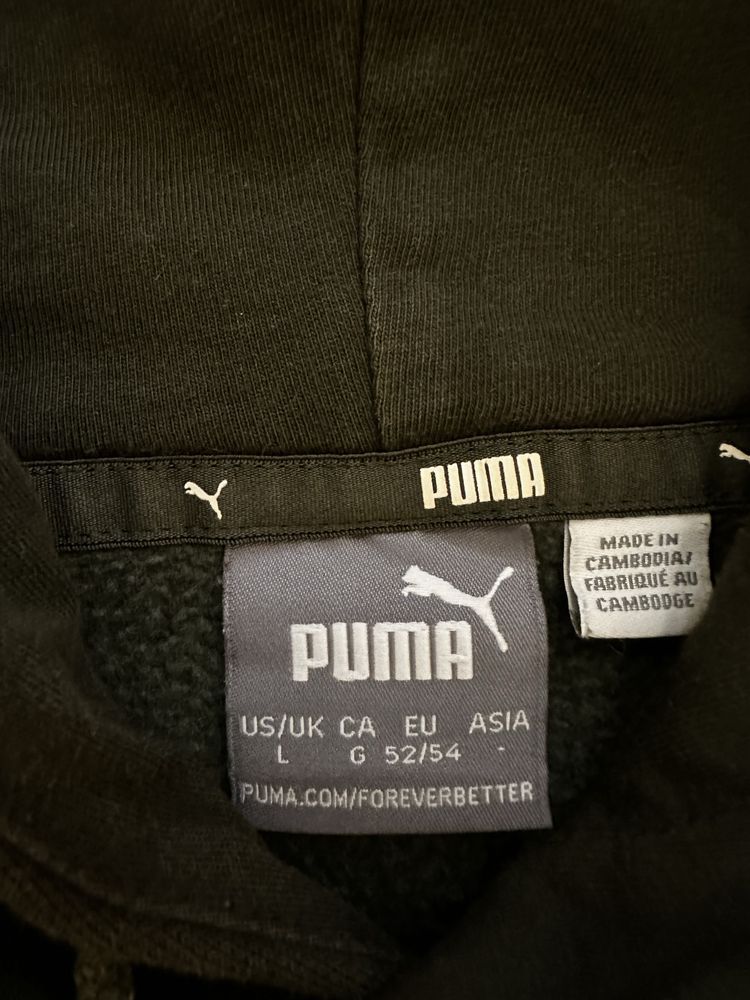 PUMA
MADE IN
CAMBODIA/
FABRIQUÉ AU
CAMBODGE
PUMA
US/UK CA EU ASIA
L G 52/54 -
PUMA.COM/FOREVERBETTER